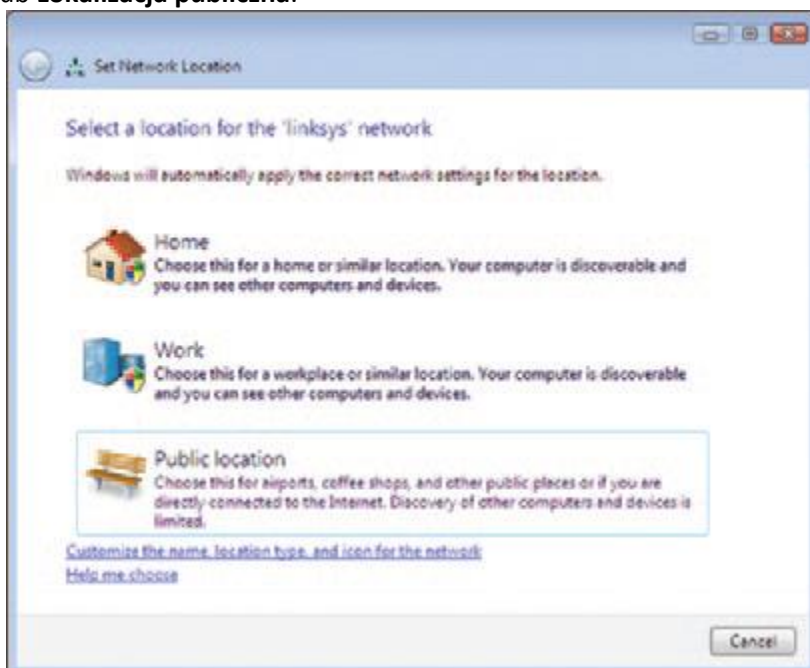 Set Network Location
Select a location for the 'linksys' network
Windows will automatically apply the correct network settings for the location.
Home
Choose this for a home or similar location. Your computer is discoverable and
you can see other computers and devices.
Work
Choose this for a workplace or similar location. Your computer is discoverable
and you can see other computers and devices.
Public location
Choose this for airports, coffee shops, and other public places or if you are
directly connected to the Internet. Discovery of other computers and devices is
limited.
Customize the name, location type, and icon for the network
Help me choose
Cancel